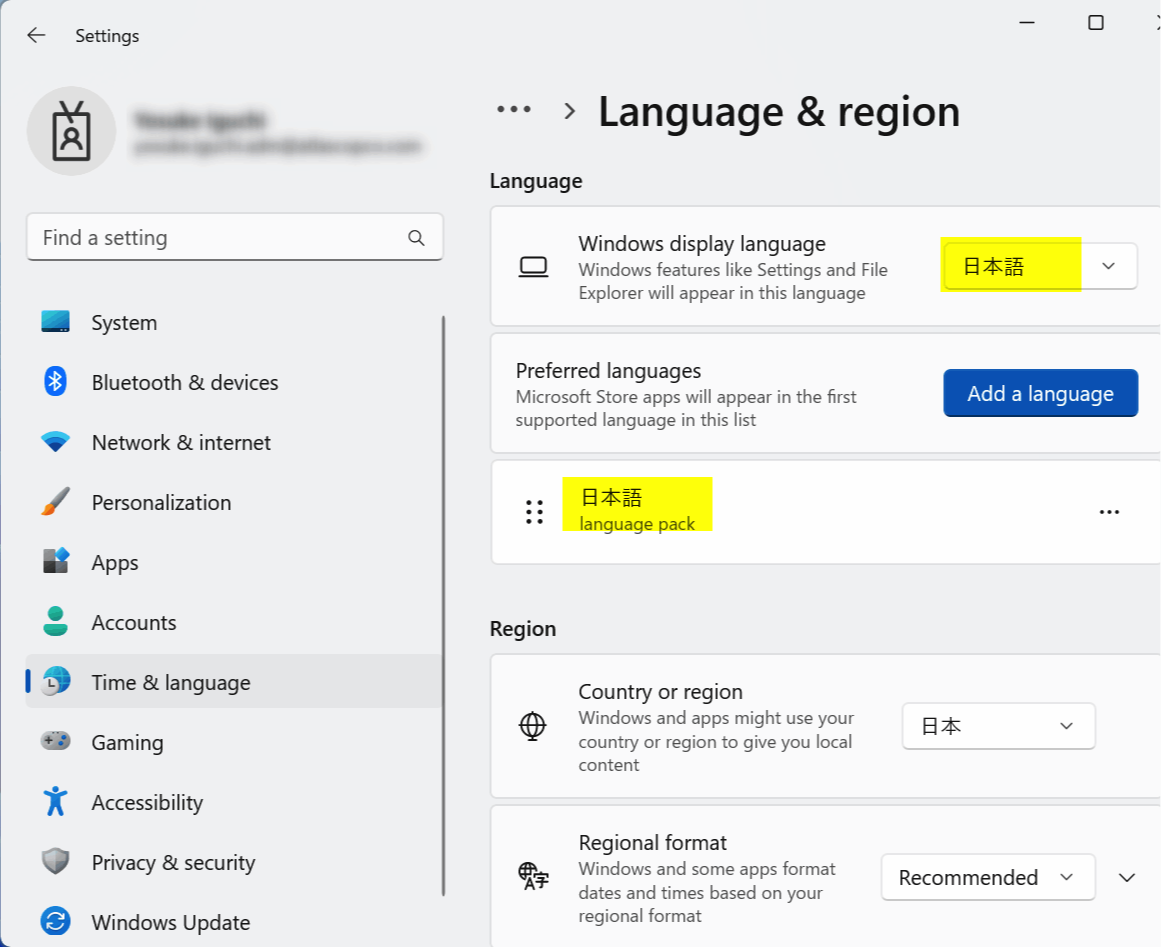 Settings
Find a setting
System
Bluetooth & devices
Network & internet
Personalization
Apps
Accounts
Time & language
Gaming
Accessibility
Privacy & security
Windows Update
Language & region
Language
Windows display language
Windows features like Settings and File
Explorer will appear in this language
日本語
Preferred languages
Microsoft Store apps will appear in the first
supported language in this list
Add a language
日本語
language pack
Region
Country or region
Windows and apps might use your
country or region to give you local
content
日本
Regional format
Windows and some apps format
dates and times based on your
regional format
Recommended